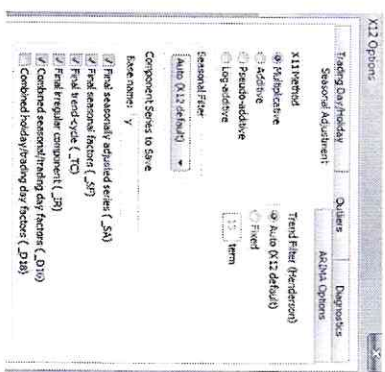 X12 Options
Trading Day/Holiday
Outliers
Diagnostics
Seasonal Adjustment
ARIMA Options
X11 Method
Multiplicative
Additive
Pseudo-additive
Log-additive
Trend Filter (Henderson)
Auto (X12 default)
Fixed
term
Seasonal Filter
Auto (X12 default)
Component Series to Save
Base name: y
Final seasonally adjusted series (_SA)
Final seasonal factors (_SF)
Final trend-cycle (_TC)
Final irregular component (_IR)
Combined seasonal/trading day factors (_D16)
Combined holiday/trading day factors (_D18)